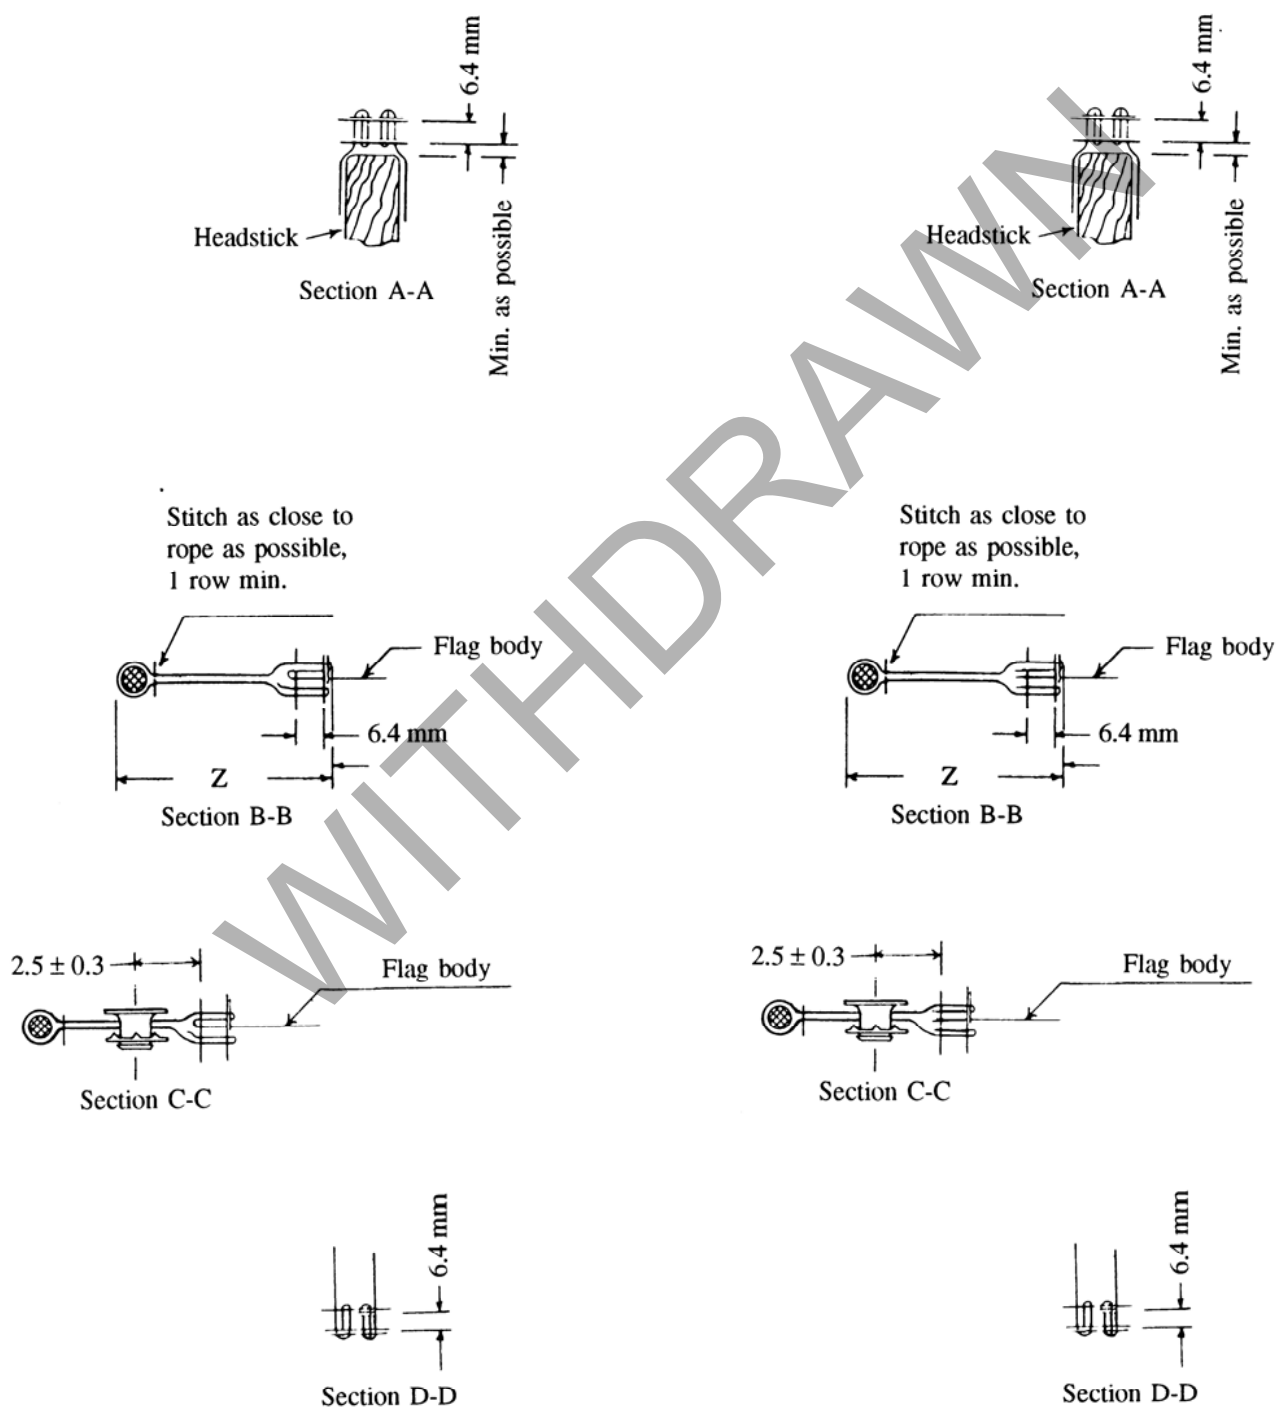 6.4 mm
Headstick
Min. as possible
Section A-A
6.4 mm
Headstick
Min. as possible
Section A-A
Stitch as close to
rope as possible,
1 row min.
Flag body
6.4 mm
Z
Section B-B
Stitch as close to
rope as possible,
1 row min.
Flag body
6.4 mm
Z
Section B-B
2.5 ± 0.3
Flag body
Section C-C
2.5 ± 0.3
Flag body
Section C-C
6.4 mm
Section D-D
6.4 mm
Section D-D
WITHDRAWN